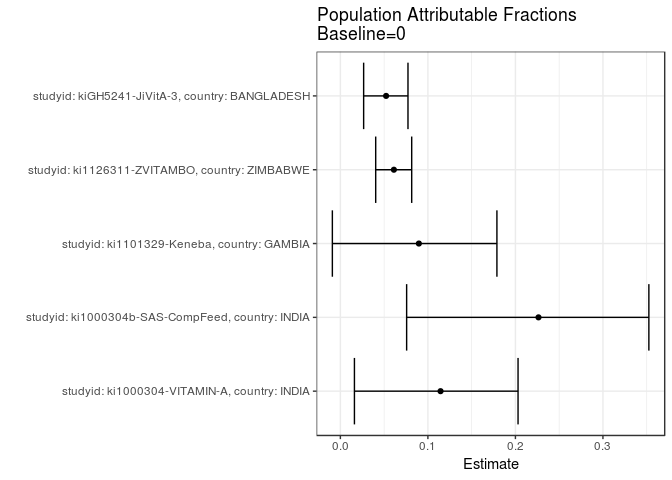 Population Attributable Fractions
Baseline=0
studyid: kiGH5241-JiVitA-3, country: BANGLADESH
studyid: ki1126311-ZVITAMBO, country: ZIMBABWE
studyid: ki1101329-Keneba, country: GAMBIA
studyid: ki1000304b-SAS-CompFeed, country: INDIA
studyid: ki1000304-VITAMIN-A, country: INDIA
0.0 0.1 0.2 0.3
Estimate